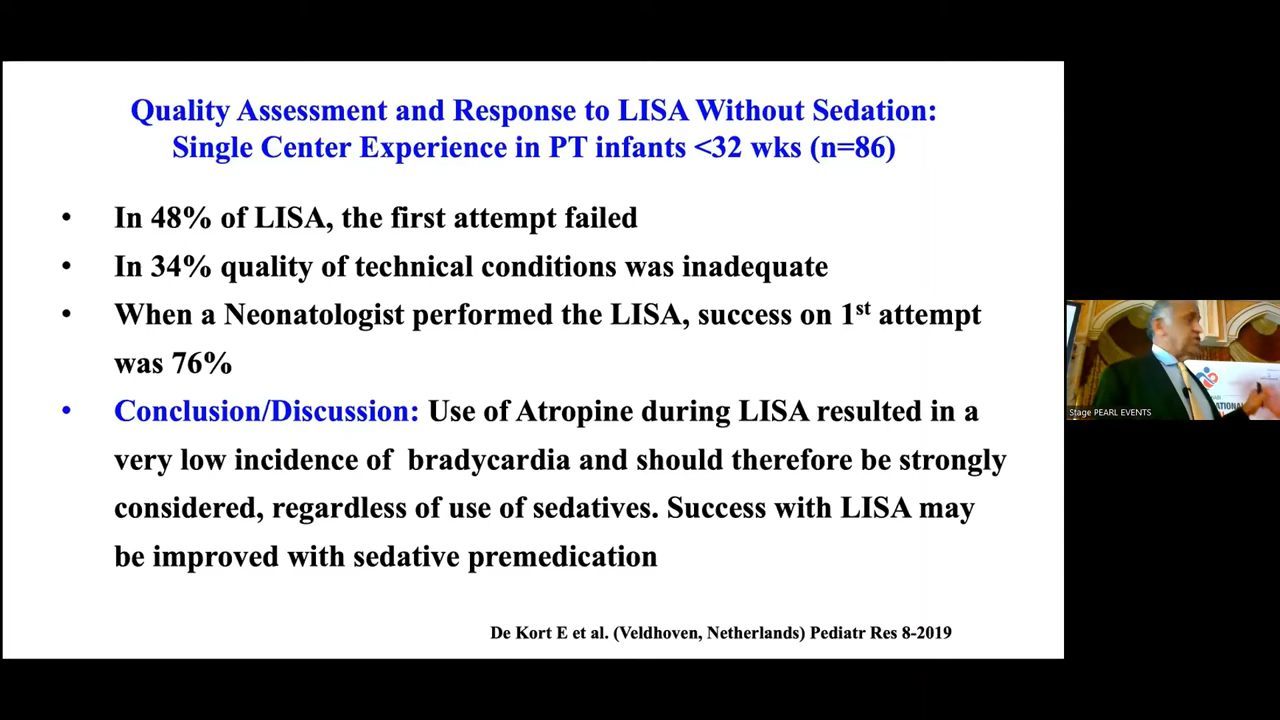 Quality Assessment and Response to LISA Without Sedation:
Single Center Experience in PT infants <32 wks (n=86)
• In 48% of LISA, the first attempt failed
• In 34% quality of technical conditions was inadequate
• When a Neonatologist performed the LISA, success on 1st attempt
was 76%
• Conclusion/Discussion: Use of Atropine during LISA resulted in a
very low incidence of bradycardia and should therefore be strongly
considered, regardless of use of sedatives. Success with LISA may
be improved with sedative premedication
De Kort E et al. (Veldhoven, Netherlands) Pediatr Res 8-2019
Stage PEARL EVENTS